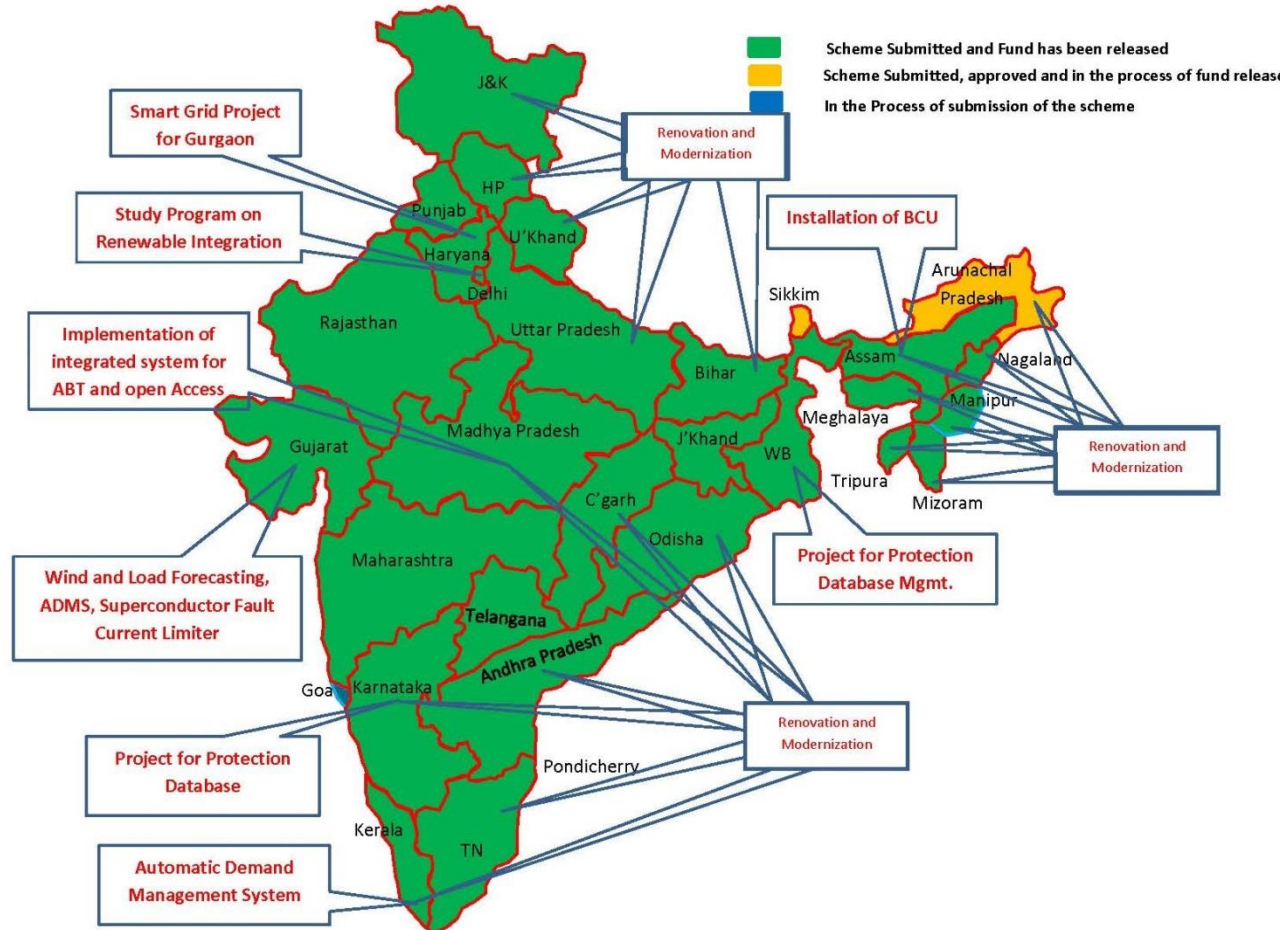 Scheme Submitted and Fund has been released
Scheme Submitted, approved and in the process of fund release
In the Process of submission of the scheme
J&K
Smart Grid Project
for Gurgaon
Renovation and
Modernization
HP
Punjab
Study Program on
Renewable Integration
U'Khand
Installation of BCU
Haryana
Delhi
Arunachal
Pradesh
Sikkim
Rajasthan
Uttar Pradesh
Implementation of
integrated system for
ABT and open Access
Assam
Nagaland
Bihar
Manipur
Meghalaya
Madhya Pradesh
J'Khand
Gujarat
WB
Renovation and
Modernization
Tripura
Mizoram
C'garh
Odisha
Maharashtra
Project for Protection
Database Mgmt.
Wind and Load Forecasting,
ADMS, Superconductor Fault
Current Limiter
Telangana
Andhra Pradesh
Goa
Karnataka
Renovation and
Modernization
Project for Protection
Database
Pondicherry
Kerala
TN
Automatic Demand
Management System